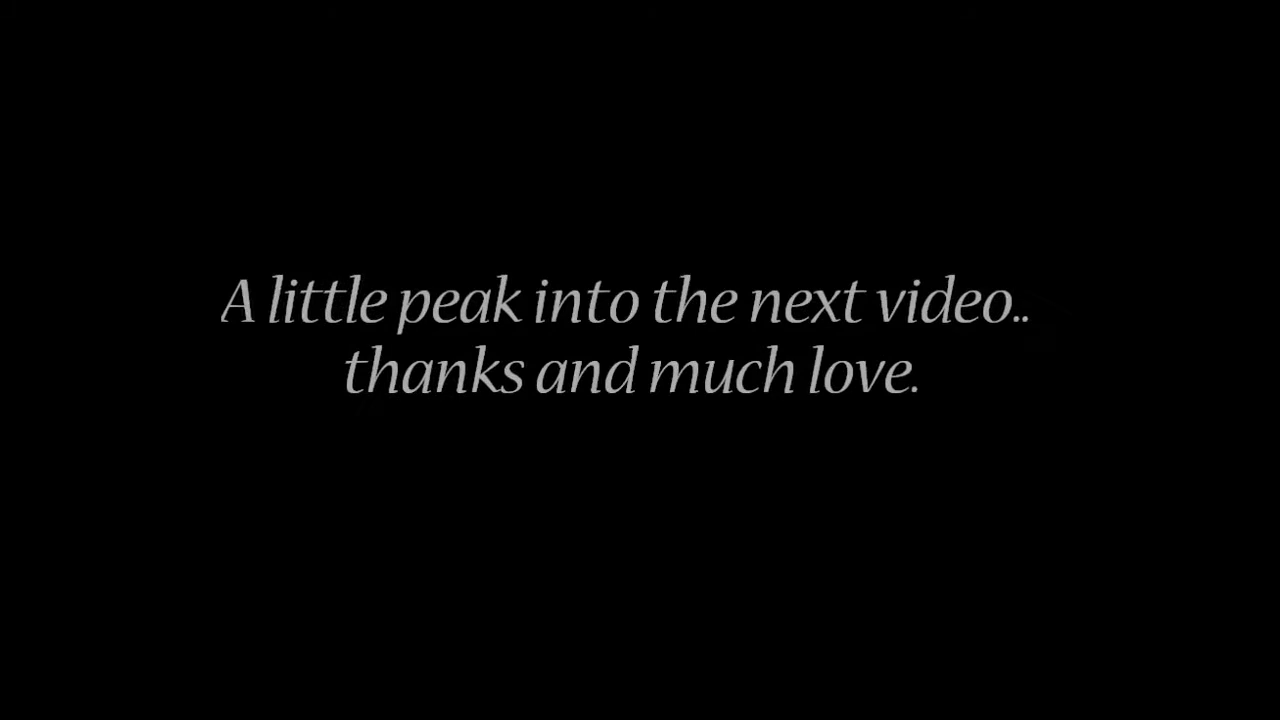 A little peak into the next video..
thanks and much love.